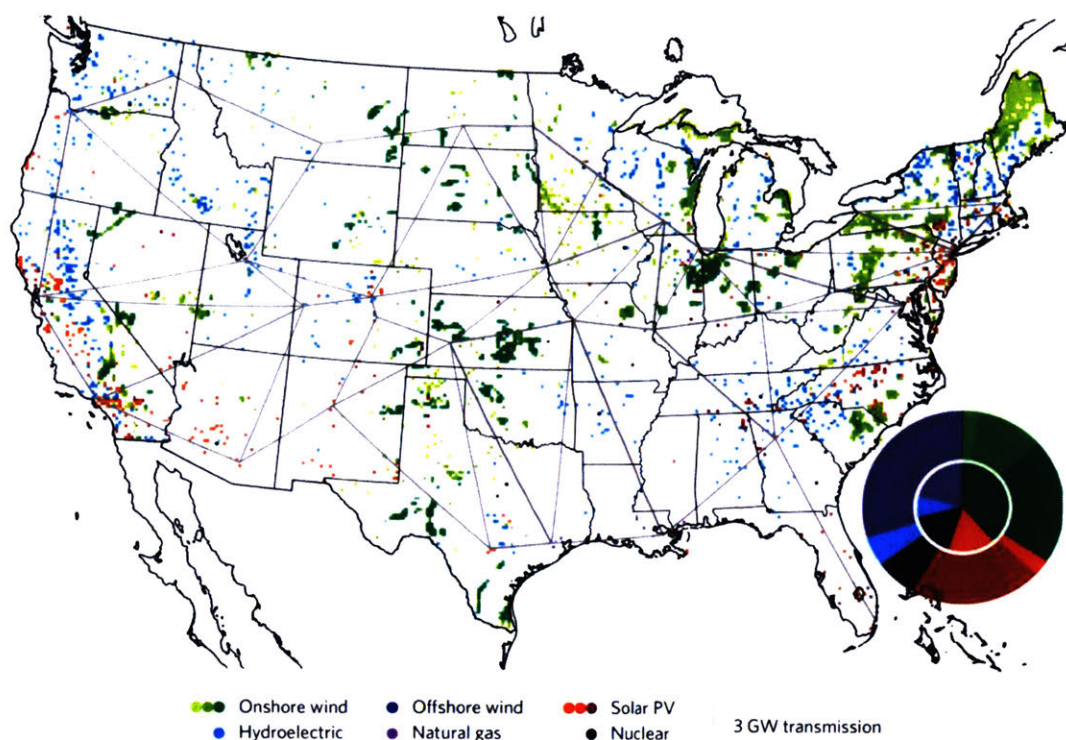 Onshore wind Offshore wind Solar PV
Hydroelectric Natural gas Nuclear 3 GW transmission